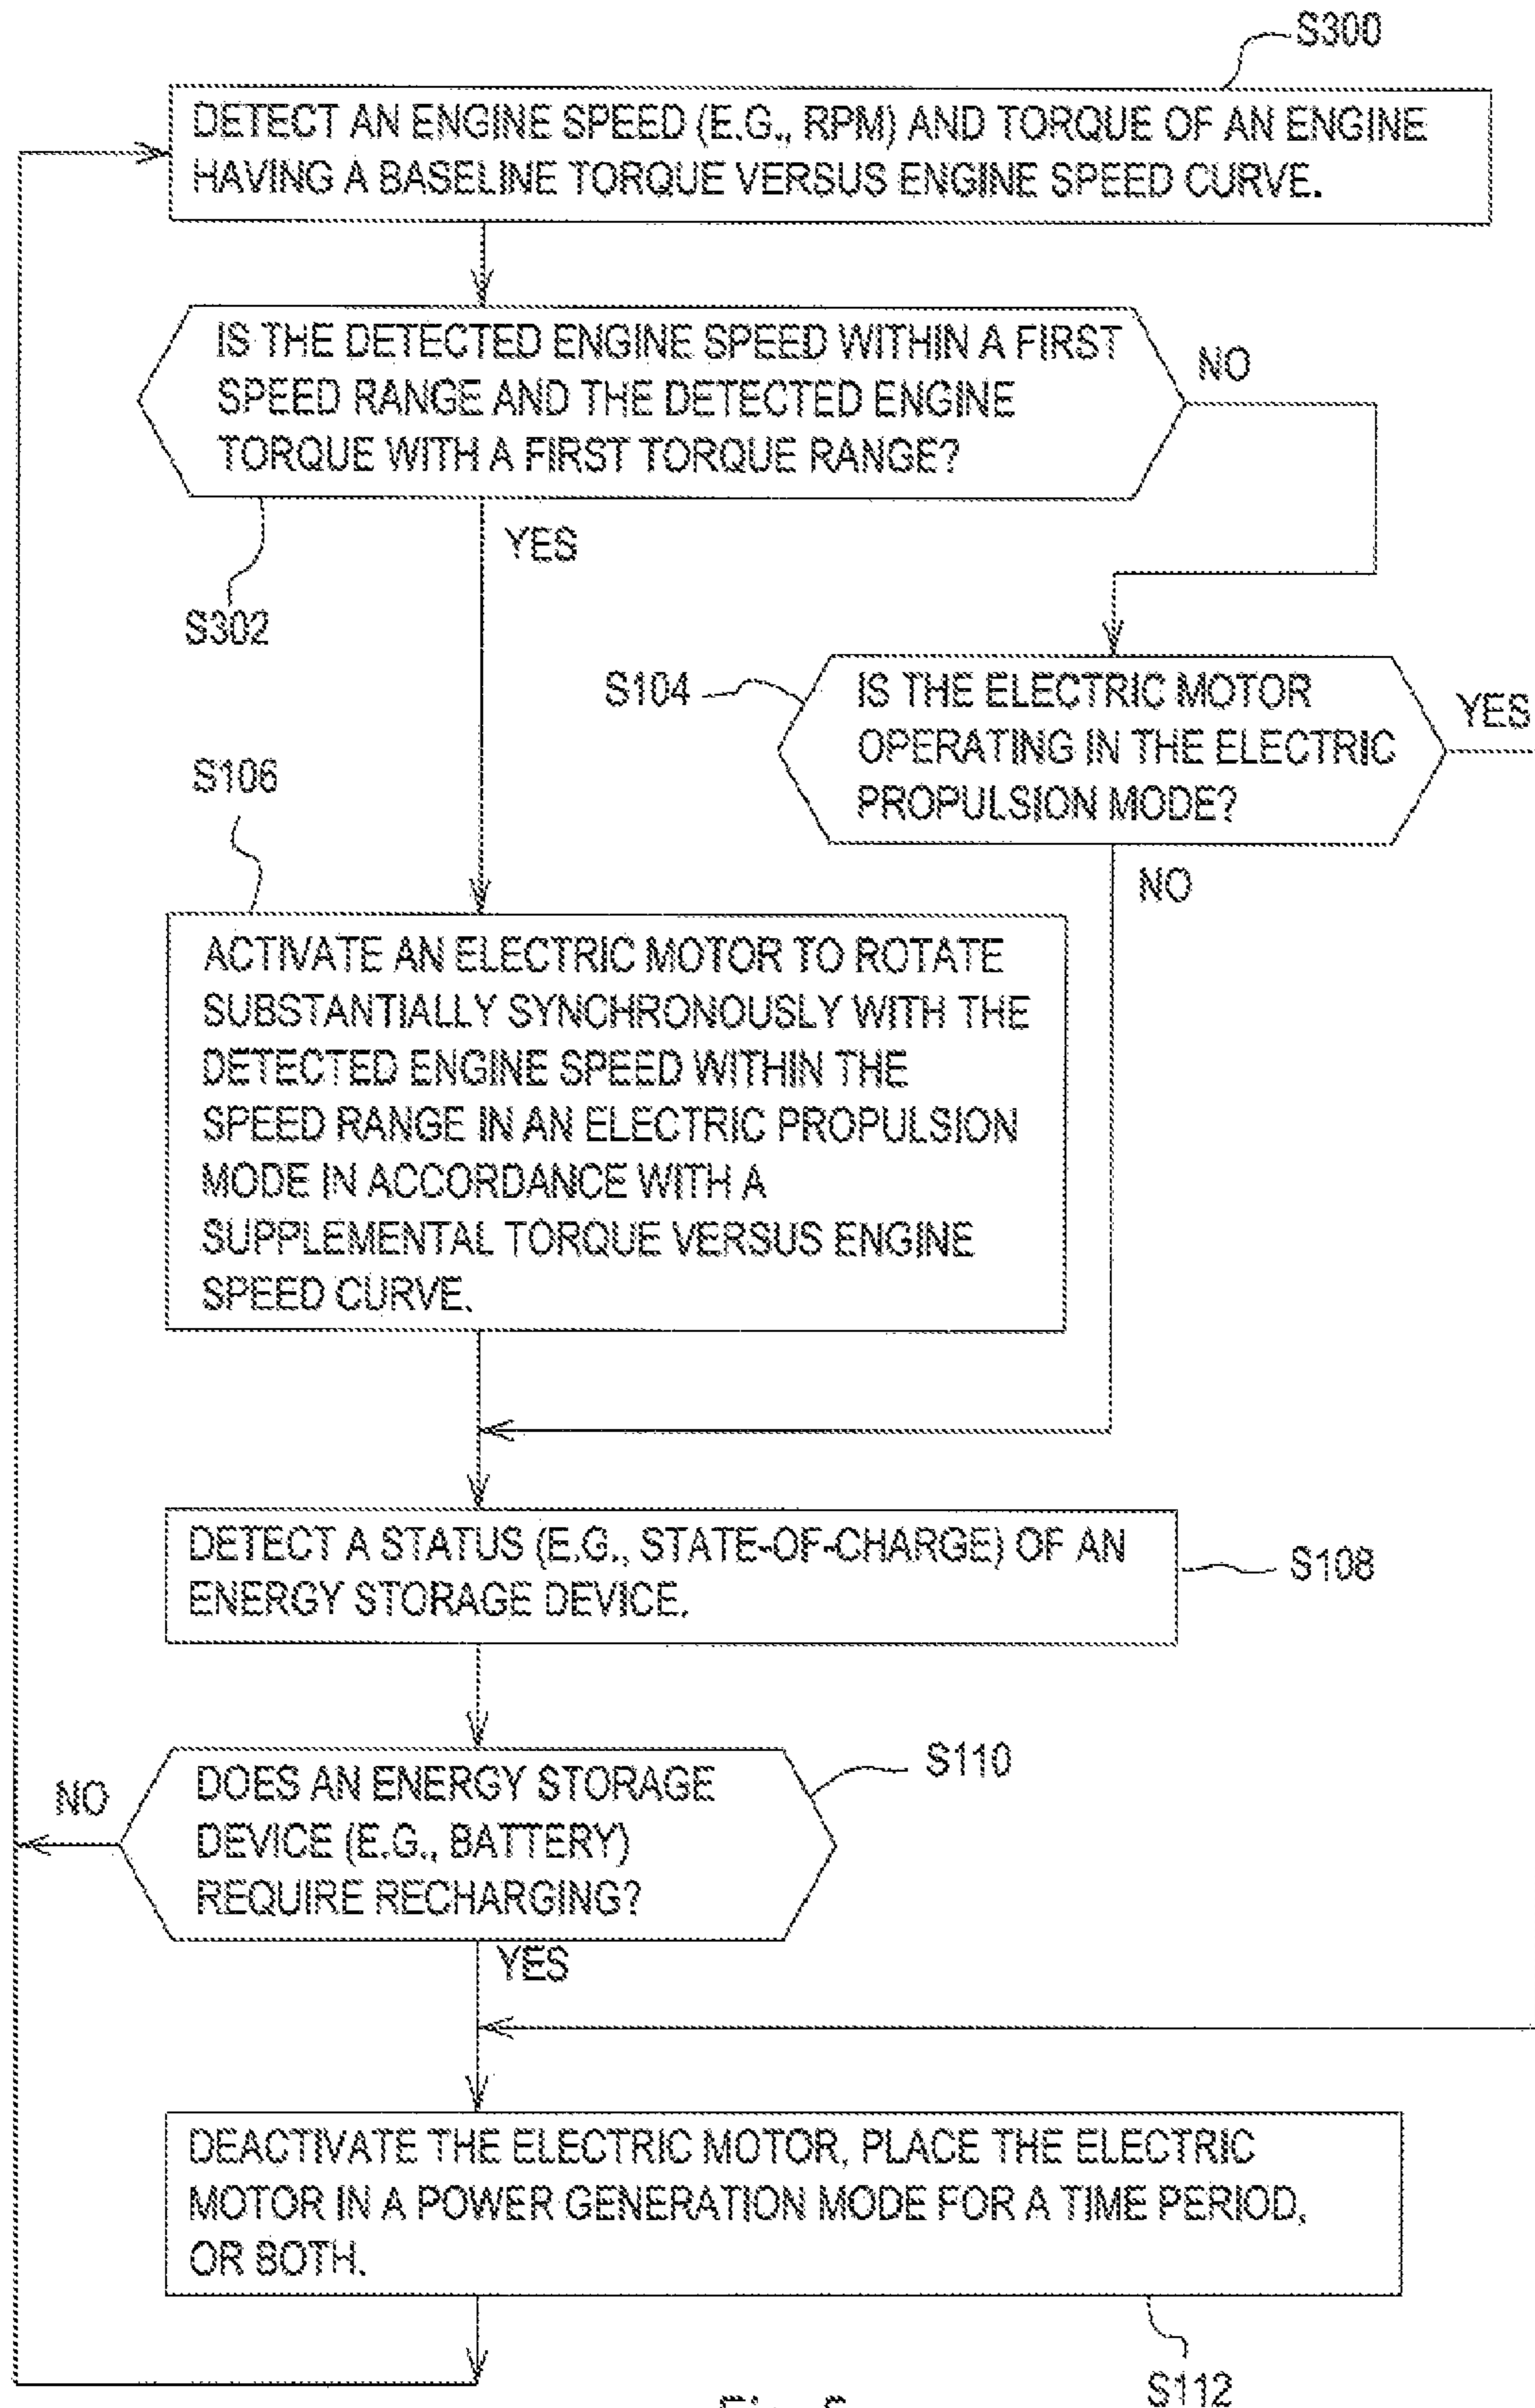 S300
DETECT AN ENGINE SPEED (E.G., RPM) AND TORQUE OF AN ENGINE
HAVING A BASELINE TORQUE VERSUS ENGINE SPEED CURVE.
IS THE DETECTED ENGINE SPEED WITHIN A FIRST
SPEED RANGE AND THE DETECTED ENGINE
TORQUE WITH A FIRST TORQUE RANGE?
NO
YES
S302
S104
IS THE ELECTRIC MOTOR
OPERATING IN THE ELECTRIC
PROPULSION MODE?
YES
NO
S106
ACTIVATE AN ELECTRIC MOTOR TO ROTATE
SUBSTANTIALLY SYNCHRONOUSLY WITH THE
DETECTED ENGINE SPEED WITHIN THE
SPEED RANGE IN AN ELECTRIC PROPULSION
MODE IN ACCORDANCE WITH A
SUPPLEMENTAL TORQUE VERSUS ENGINE
SPEED CURVE.
DETECT A STATUS (E.G., STATE-OF-CHARGE) OF AN
ENERGY STORAGE DEVICE.
S108
DOES AN ENERGY STORAGE
DEVICE (E.G., BATTERY)
REQUIRE RECHARGING?
S110
NO
YES
DEACTIVATE THE ELECTRIC MOTOR, PLACE THE ELECTRIC
MOTOR IN A POWER GENERATION MODE FOR A TIME PERIOD,
OR BOTH.
S112